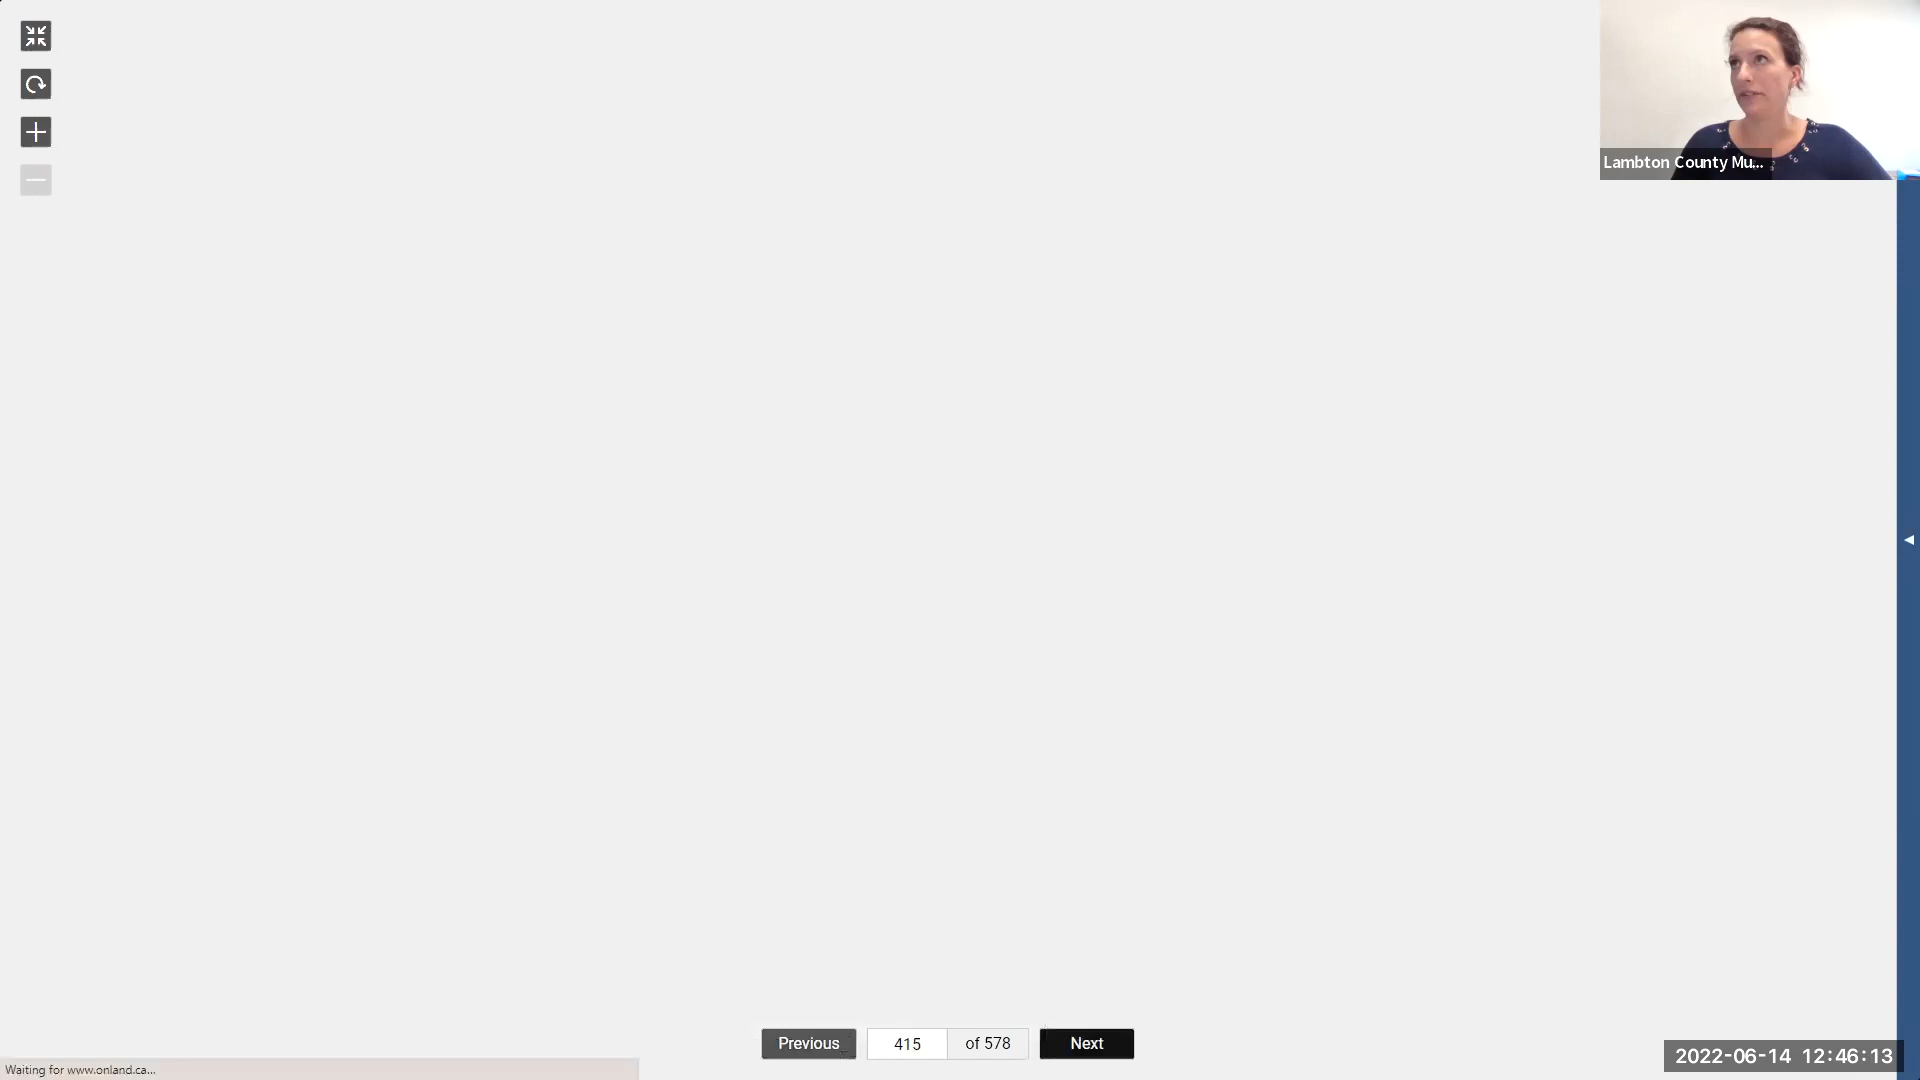 Lambton County Mu...
Previous
415
of 578
Next
Waiting for www.onland.ca...
2022-06-14 12:46:13